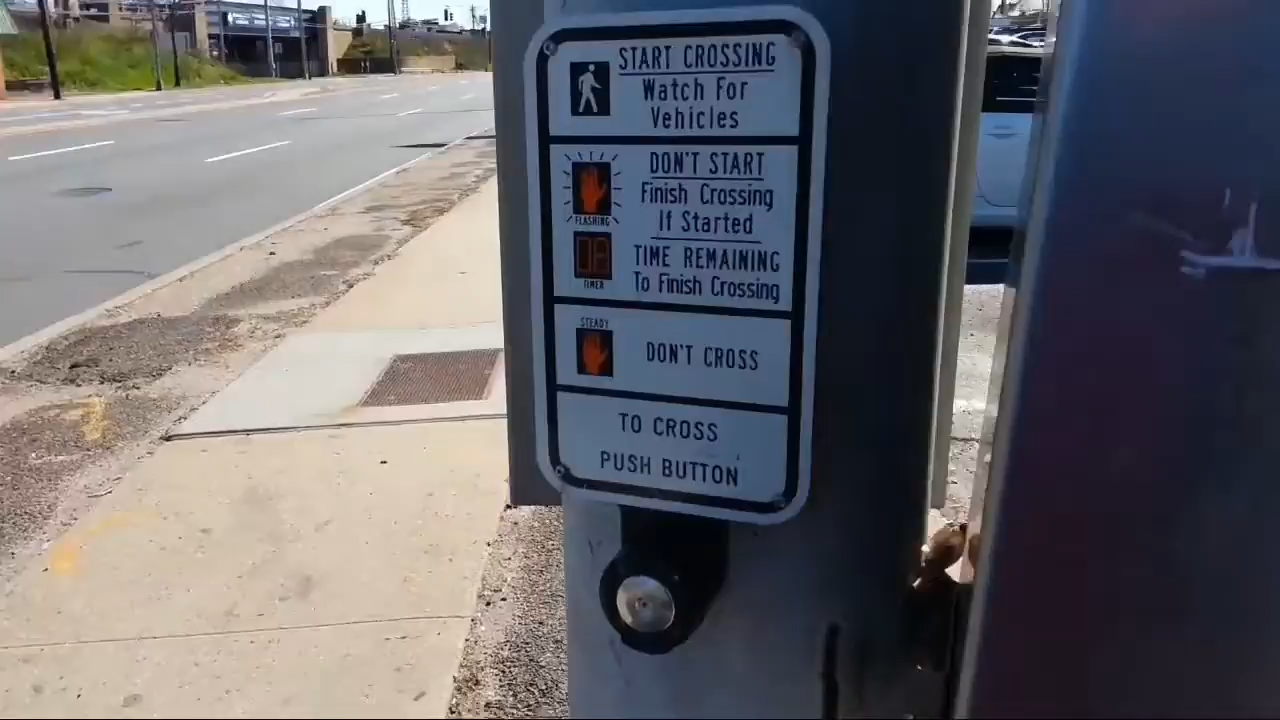 START CROSSING
Watch For
Vehicles
DON'T START
Finish Crossing
If Started
FLASHING
TIME REMAINING
To Finish Crossing
08
TIMER
STEADY
DON'T CROSS
TO CROSS
PUSH BUTTON